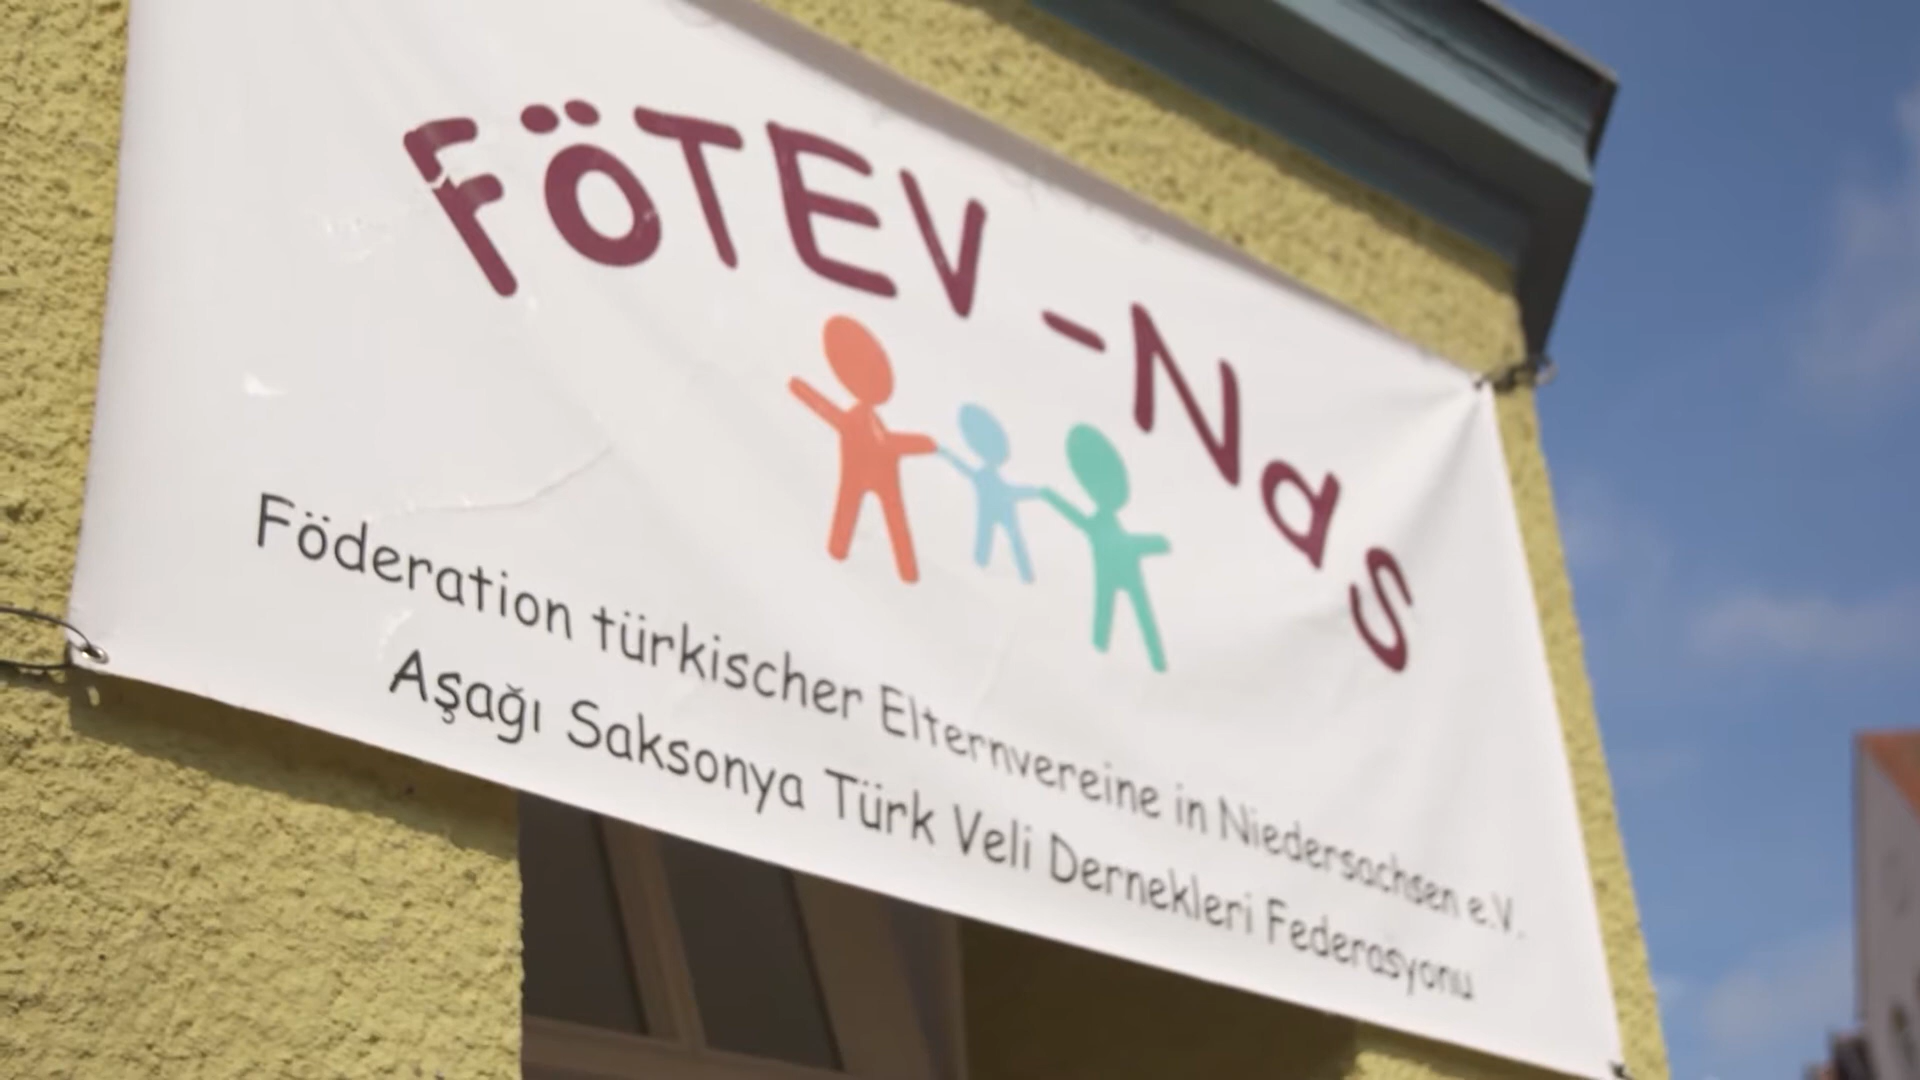 FÖTEV-NdS
Föderation türkischer Elternvereine in Niedersachsen e.V.
Aşağı Saksonya Türk Veli Dernekleri Federasyonu